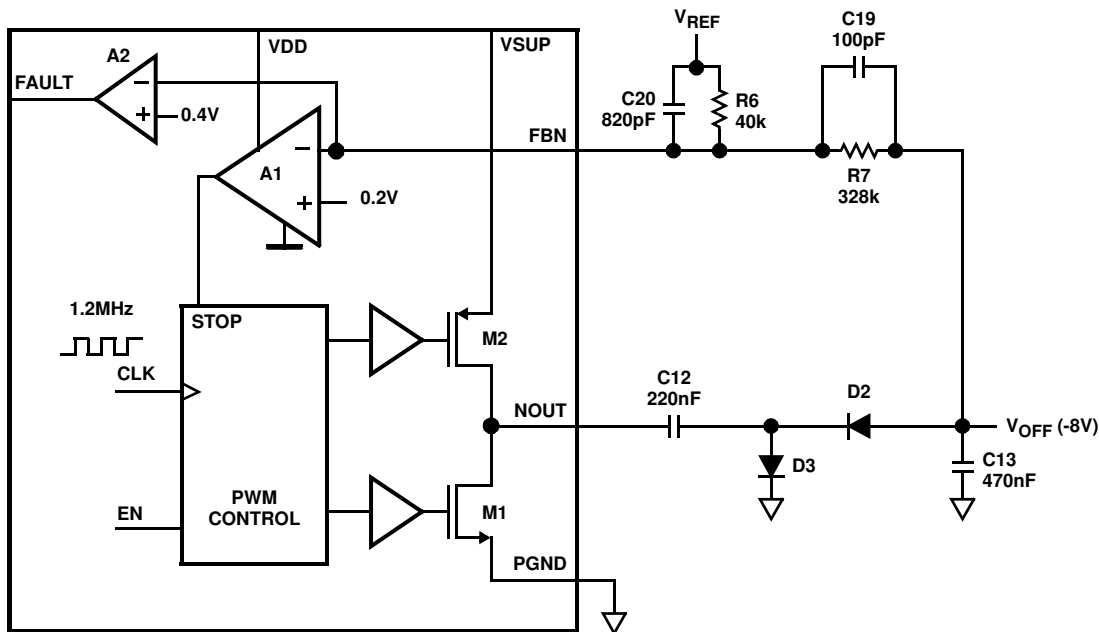 VDD
VSUP
A2
FAULT
−
+
0.4V
FBN
−
A1
+
0.2V
VREF
C20
820pF
R6
40k
C19
100pF
R7
328k
1.2MHz
STOP
CLK
M2
NOUT
C12
220nF
D2
VOFF (-8V)
D3
C13
470nF
EN
PWM
CONTROL
M1
PGND